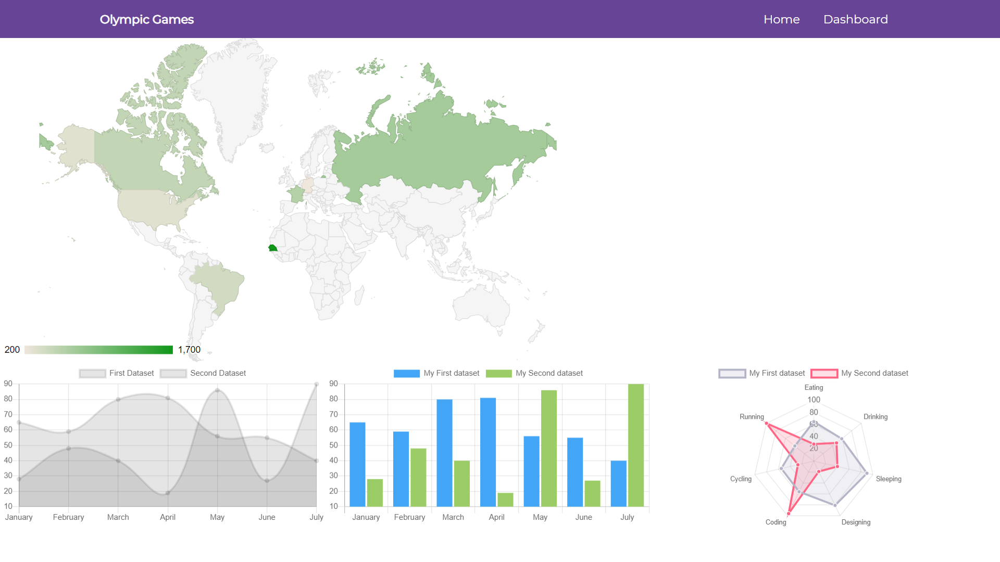 Olympic Games
Home
Dashboard
200
1,700
First Dataset
Second Dataset
90
80
70
60
50
40
30
20
10
January
February
March
April
May
June
July
My First dataset
My Second dataset
90
80
70
60
50
40
30
20
10
January
February
March
April
May
June
July
My First dataset
My Second dataset
Eating
100
80
60
40
20
Running
Drinking
Cycling
Sleeping
Coding
Designing